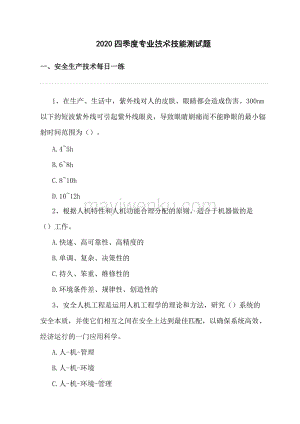 2020四季度专业技术技能测试题
一、安全生产技术每日一练
1、在生产、生活中，紫外线对人的皮肤、眼睛都会造成伤害，300nm
以下的短波紫外线可引起紫外线眼炎，导致眼睛剧痛而不能睁眼的最小辐
射时间范围为()。
A.4~5h
B.6~8h
C.8~10h
D.10~12h
2、根据人机特性和人机功能合理分配的原则，适合于机器做的是
()工作。
A.快速、高可靠性、高精度的
B.单调、复杂、决策性的
C.持久、笨重、维修性的
D.环境条件差、规律性、创造性的
3、安全人机工程是运用人机工程学的理论和方法，研究()系统的
安全本质，并使它们相互之间在安全上达到最佳匹配，以确保系统高效、
经济运行的一门应用科学。
A.人-机-管理
B.人-机-环境
C.人-机-环境-管理